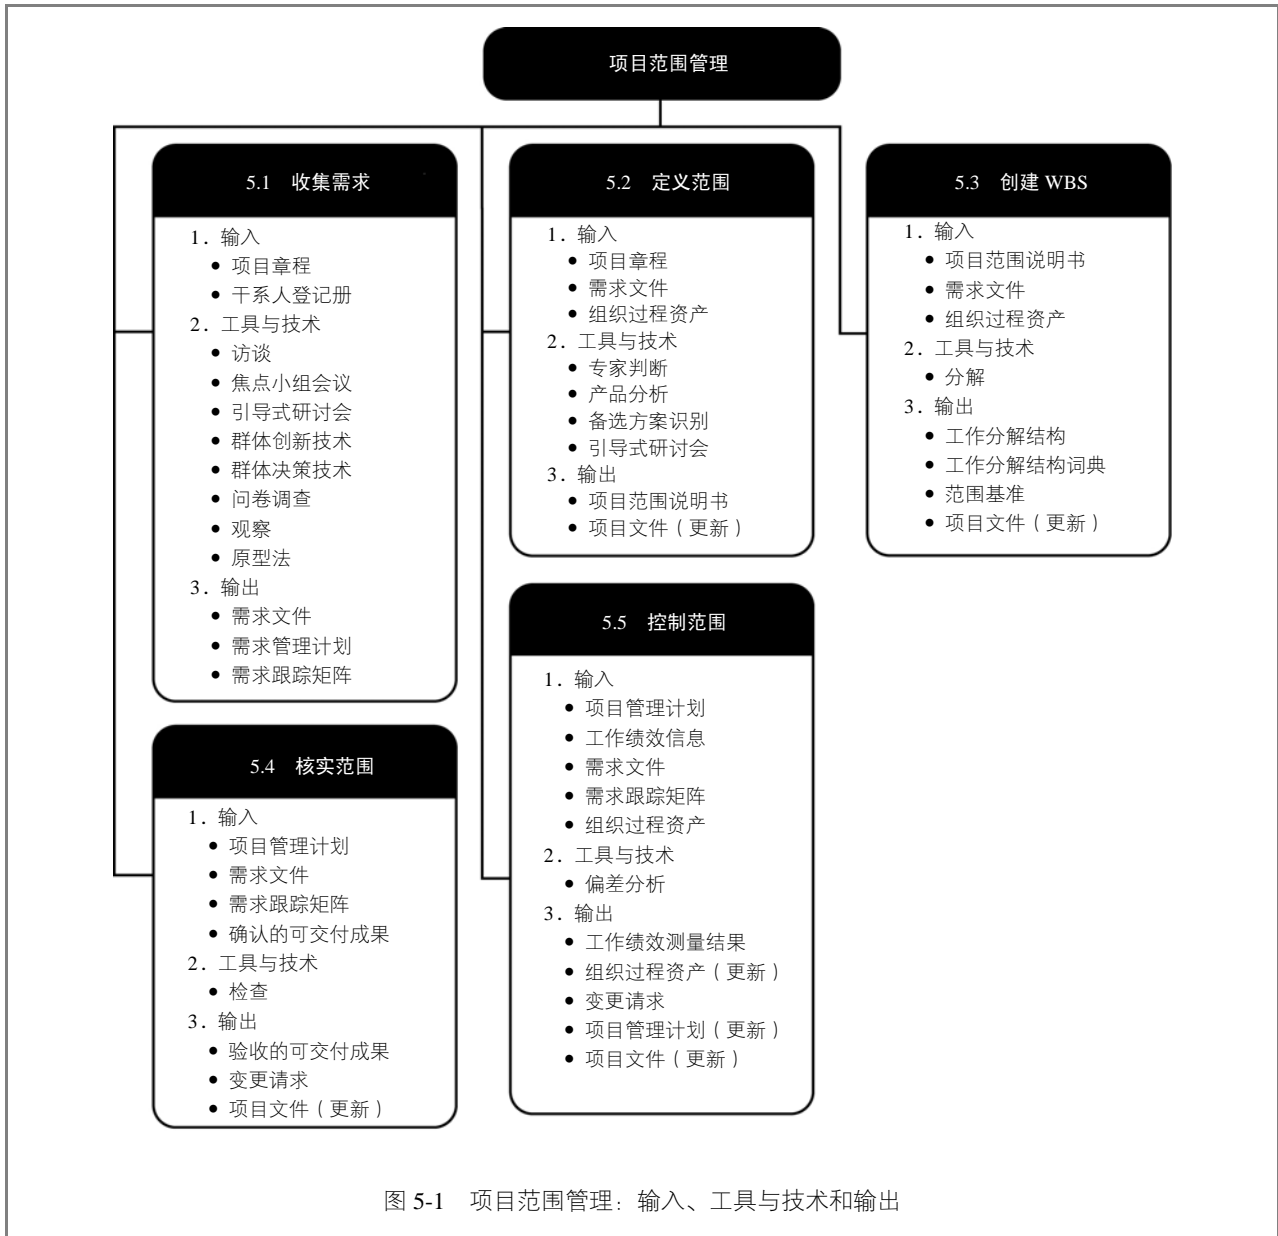 项目范围管理
5.1 收集需求
1. 输入
• 项目章程
• 干系人登记册
2. 工具与技术
• 访谈
• 焦点小组会议
• 引导式研讨会
• 群体创新技术
• 群体决策技术
• 问卷调查
• 观察
• 原型法
3. 输出
• 需求文件
• 需求管理计划
• 需求跟踪矩阵
5.2 定义范围
1. 输入
• 项目章程
• 需求文件
• 组织过程资产
2. 工具与技术
• 专家判断
• 产品分析
• 备选方案识别
• 引导式研讨会
3. 输出
• 项目范围说明书
• 项目文件（更新）
5.3 创建 WBS
1. 输入
• 项目范围说明书
• 需求文件
• 组织过程资产
2. 工具与技术
• 分解
3. 输出
• 工作分解结构
• 工作分解结构词典
• 范围基准
• 项目文件（更新）
5.4 核实范围
1. 输入
• 项目管理计划
• 需求文件
• 需求跟踪矩阵
• 确认的可交付成果
2. 工具与技术
• 检查
3. 输出
• 验收的可交付成果
• 变更请求
• 项目文件（更新）
5.5 控制范围
1. 输入
• 项目管理计划
• 工作绩效信息
• 需求文件
• 需求跟踪矩阵
• 组织过程资产
2. 工具与技术
• 偏差分析
3. 输出
• 工作绩效测量结果
• 组织过程资产（更新）
• 变更请求
• 项目管理计划（更新）
• 项目文件（更新）
图 5-1 项目范围管理：输入、工具与技术和输出